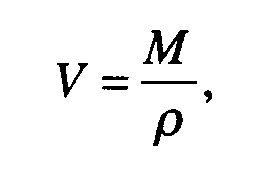 V = M/ρ,